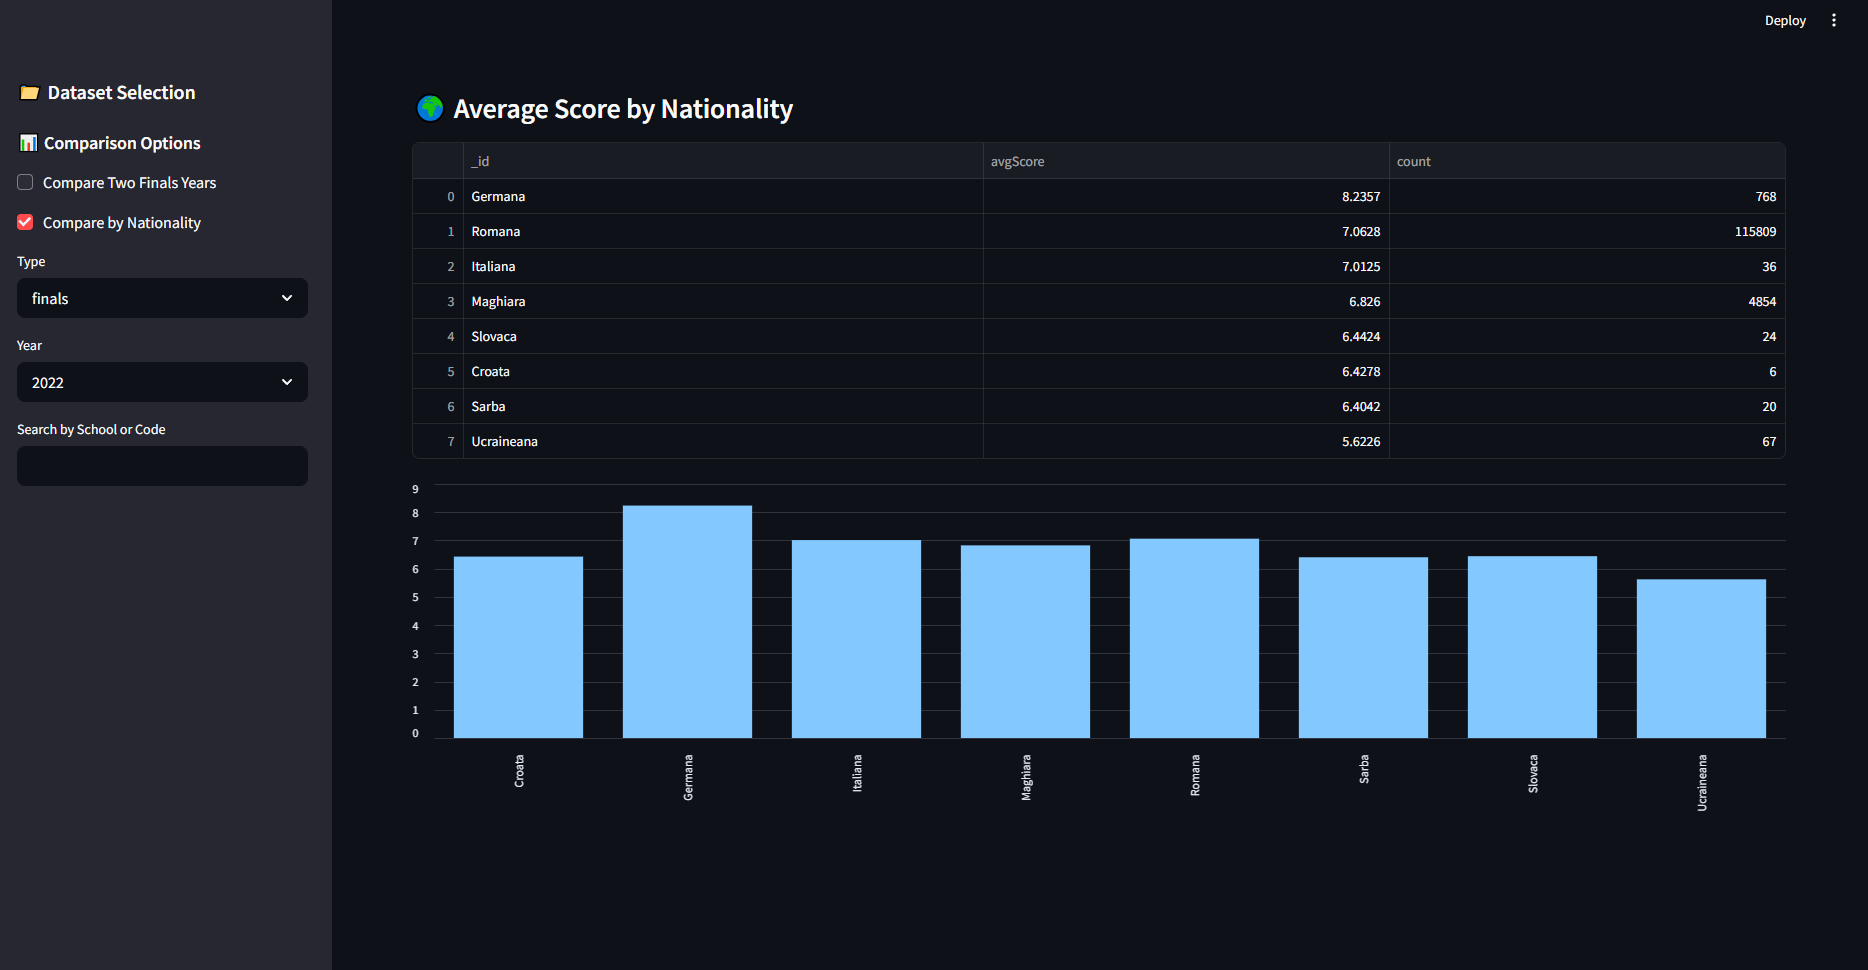 Deploy
Dataset Selection
Comparison Options
Compare Two Finals Years
Compare by Nationality
Type
finals
Year
2022
Search by School or Code
Average Score by Nationality
_id avgScore count
0 Germana 8.2357 768
1 Romana 7.0628 115809
2 Italiana 7.0125 36
3 Maghiara 6.826 4854
4 Slovaca 6.4424 24
5 Croata 6.4278 6
6 Sarba 6.4042 20
7 Ucraineana 5.6226 67
9
8
7
6
5
4
3
2
1
0
Croata
Germana
Italiana
Maghiara
Romana
Sarba
Slovaca
Ucraineana